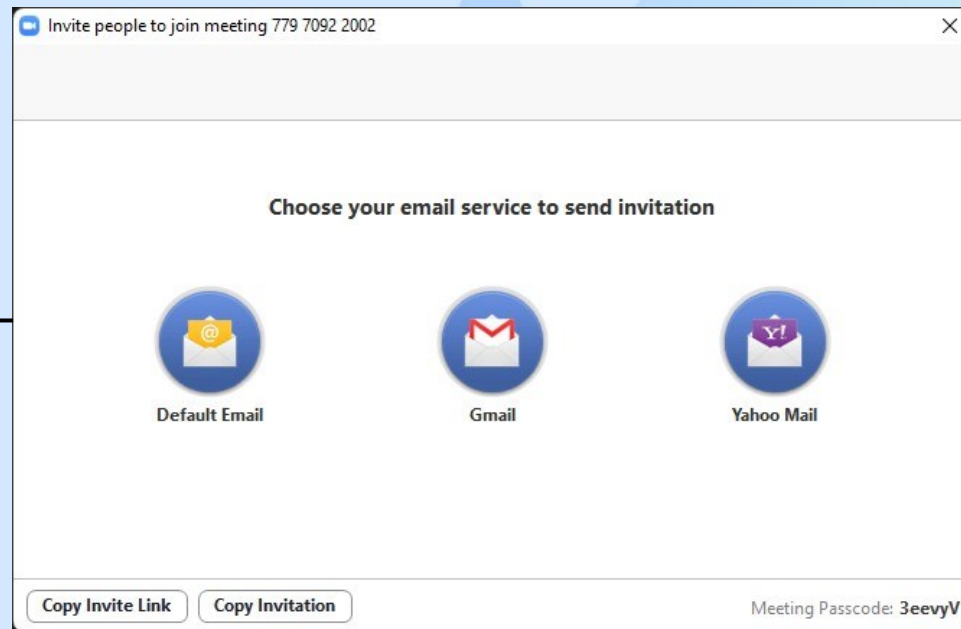 Invite people to join meeting 779 7092 2002
Choose your email service to send invitation
@
Y!
Default Email
Gmail
Yahoo Mail
Copy Invite Link
Copy Invitation
Meeting Passcode: 3eevyV